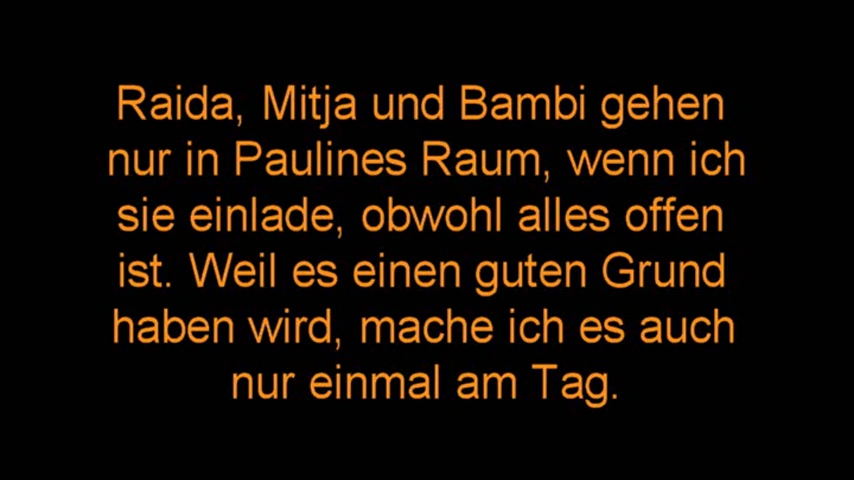 Raida, Mitja und Bambi gehen
nur in Paulines Raum, wenn ich
sie einlade, obwohl alles offen
ist. Weil es einen guten Grund
haben wird, mache ich es auch
nur einmal am Tag.